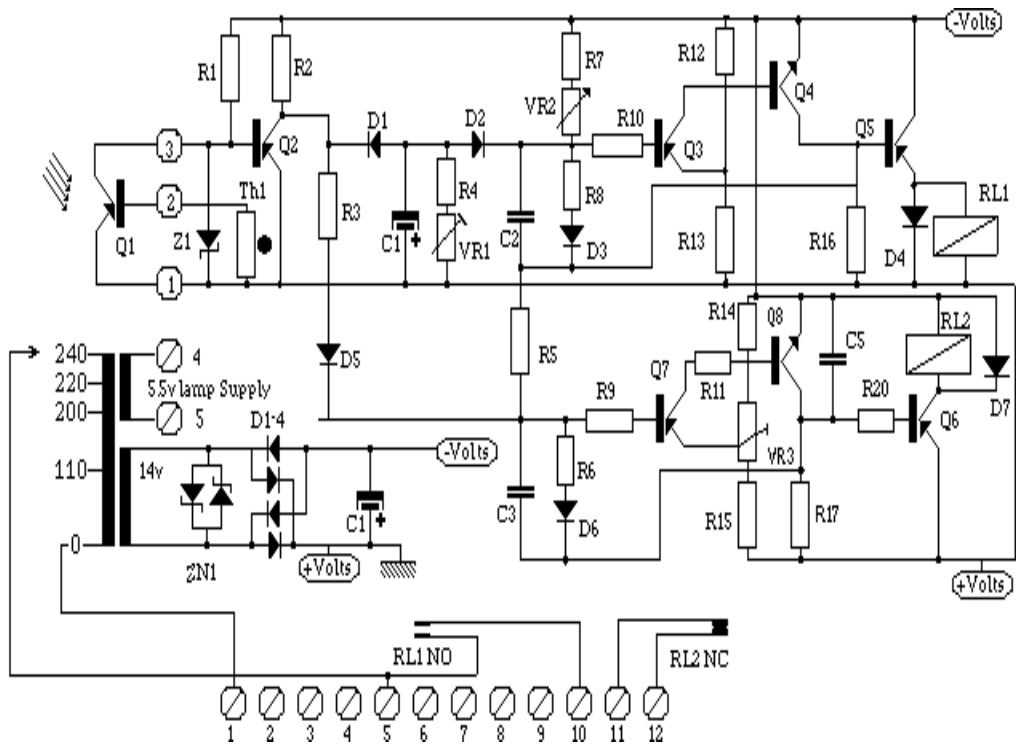 -Volts
R1
R2
R7
R12
VR2
Q4
D1
D2
R10
Q5
3
Q2
Q3
Th1
R4
R8
RL1
2
R3
Q1
Z1
C1
+
VR1
C2
D3
R13
R16
D4
1
R14
Q8
RL2
240
4
D5
R5
Q7
C5
220
5.5v lamp Supply
R11
R20
D7
200
5
D1-4
R9
Q6
-Volts
110
14v
R6
VR3
C3
C1
+
D6
R15
R17
0
ZN1
+Volts
+Volts
RL1 NO
RL2 NC
1 2 3 4 5 6 7 8 9 10 11 12